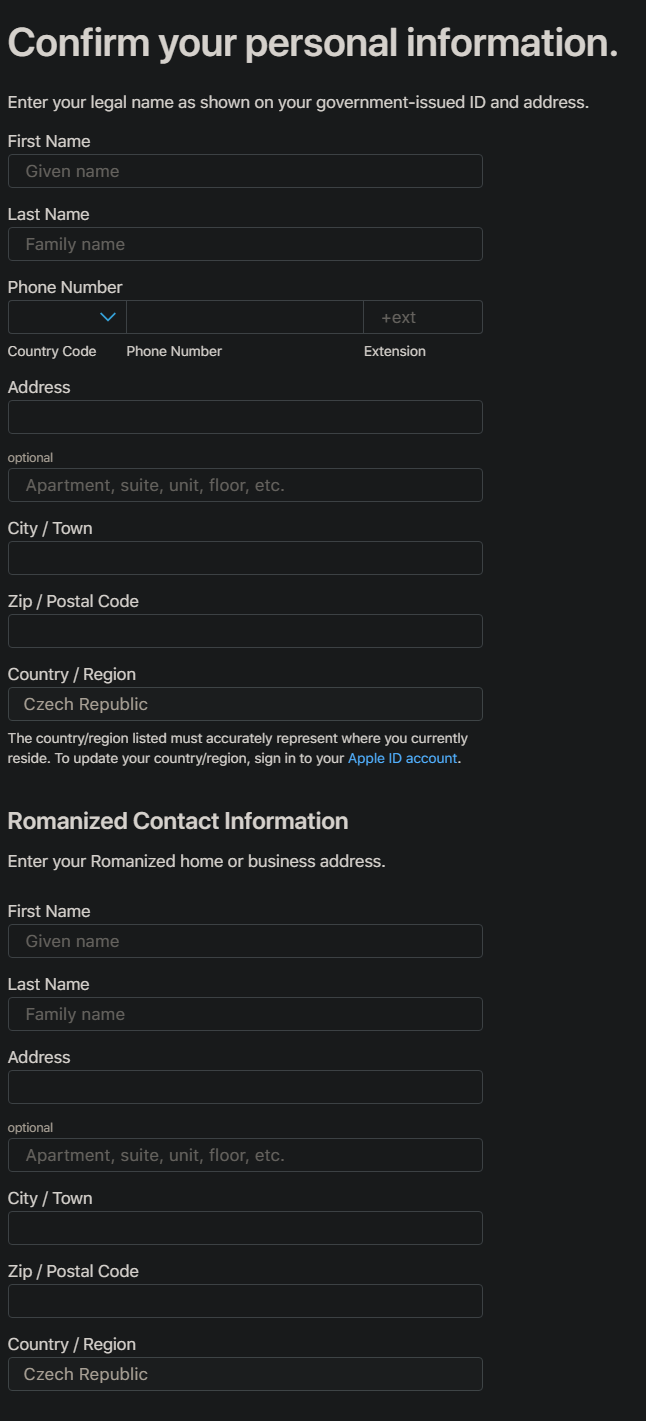 Confirm your personal information.
Enter your legal name as shown on your government-issued ID and address.
First Name
Given name
Last Name
Family name
Phone Number
+ext
Country Code Phone Number Extension
Address
optional
Apartment, suite, unit, floor, etc.
City / Town
Zip / Postal Code
Country / Region
Czech Republic
The country/region listed must accurately represent where you currently
reside. To update your country/region, sign in to your Apple ID account.
Romanized Contact Information
Enter your Romanized home or business address.
First Name
Given name
Last Name
Family name
Address
optional
Apartment, suite, unit, floor, etc.
City / Town
Zip / Postal Code
Country / Region
Czech Republic